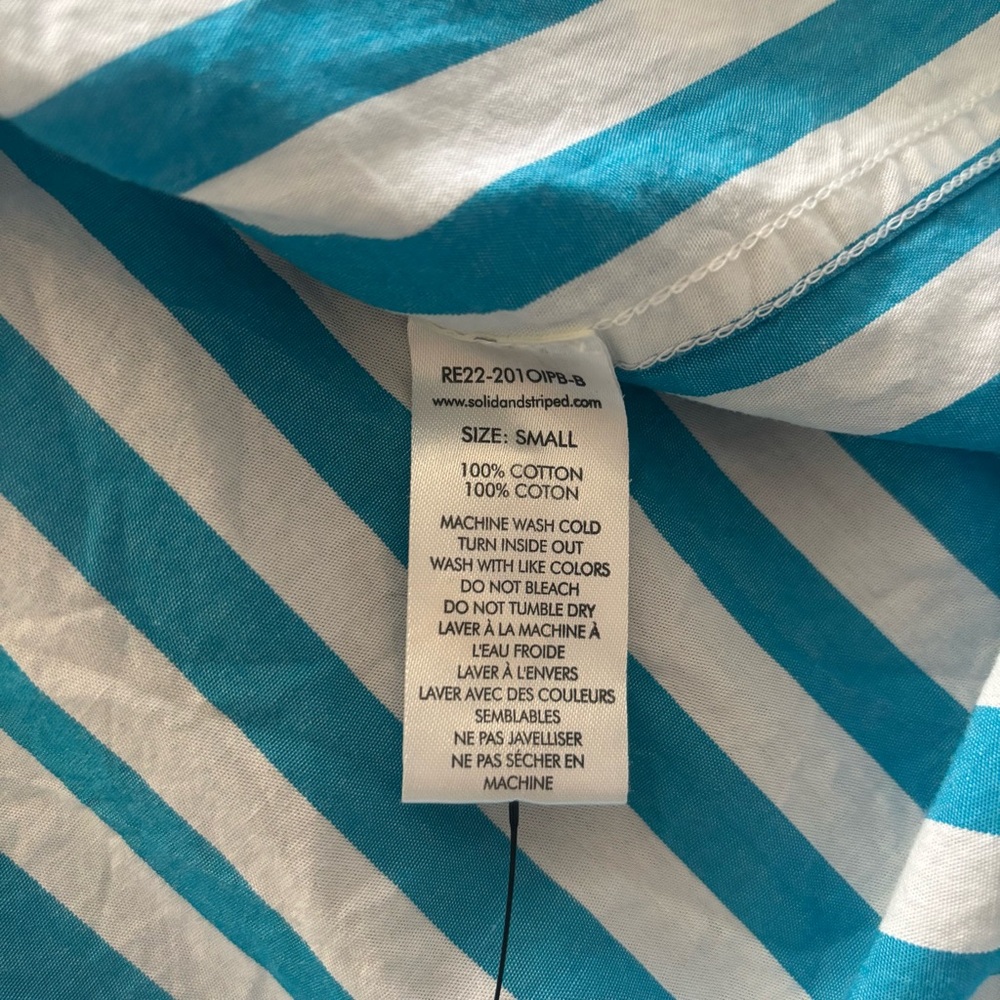 RE22-201OIPB-B
www.solidandstriped.com
SIZE: SMALL
100% COTTON
100% COTON
MACHINE WASH COLD
TURN INSIDE OUT
WASH WITH LIKE COLORS
DO NOT BLEACH
DO NOT TUMBLE DRY
LAVER À LA MACHINE À
L'EAU FROIDE
LAVER À L'ENVERS
LAVER AVEC DES COULEURS
SEMBLABLES
NE PAS JAVELLISER
NE PAS SÉCHER EN
MACHINE